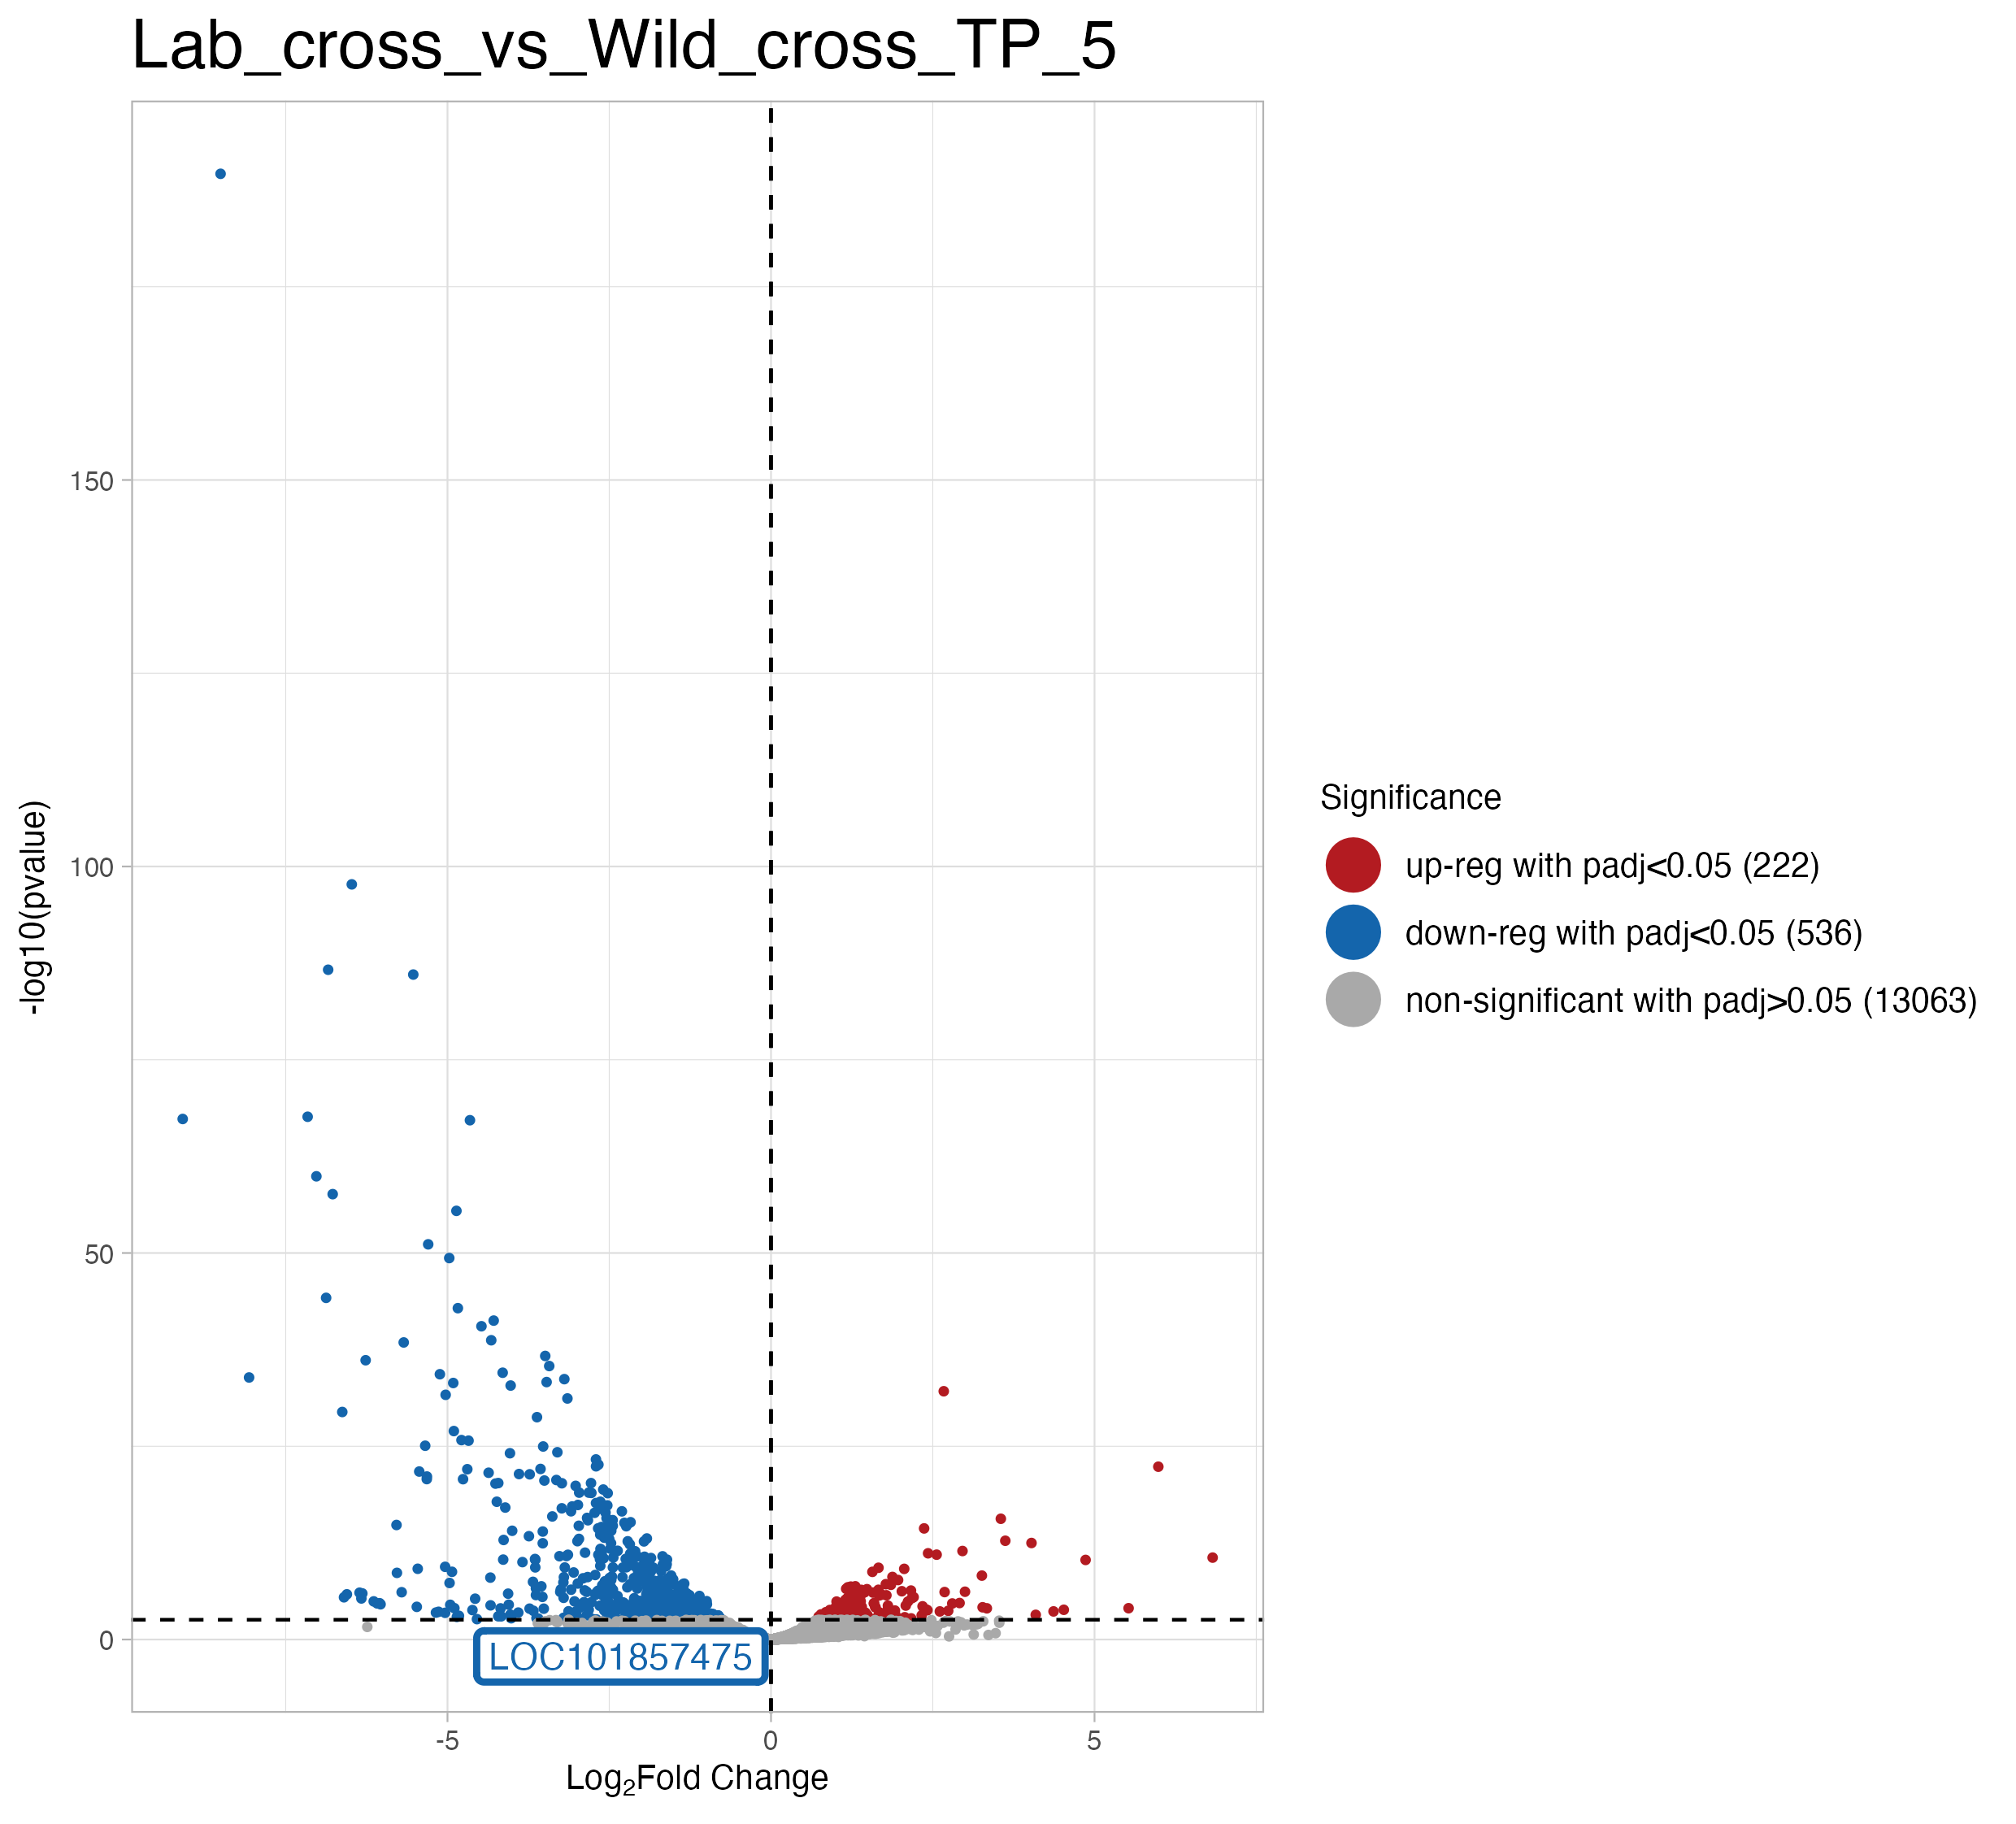 Lab_cross_vs_Wild_cross_TP_5
-log10(pvalue)
150
100
50
0
LOC101857475
-5
0
5
Log₂Fold Change
Significance
up-reg with padj<0.05 (222)
down-reg with padj<0.05 (536)
non-significant with padj>0.05 (13063)